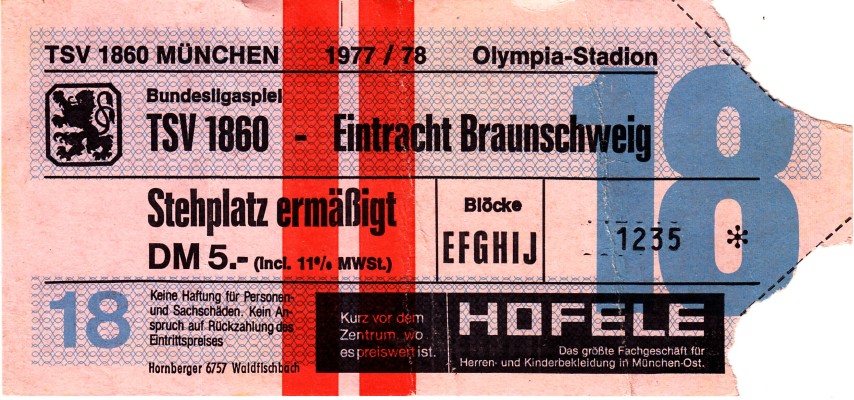 TSV 1860 MÜNCHEN 1977 / 78 Olympia-Stadion
Bundesligaspiel
TSV 1860 - Eintracht Braunschweig
18
Stehplatz ermäßigt
DM 5.- (Incl. 11% MWSt.)
Blöcke
EFGHIJ
1235 *
18
Keine Haftung für Personen-
und Sachschäden. Kein An-
spruch auf Rückzahlung des
Eintrittspreises
Hornberger 6757 Waldfischbach
Kurz vor dem
Zentrum, wo
es preiswert ist.
HÖFELE
Das größte Fachgeschäft für
Herren- und Kinderbekleidung in München-Ost.